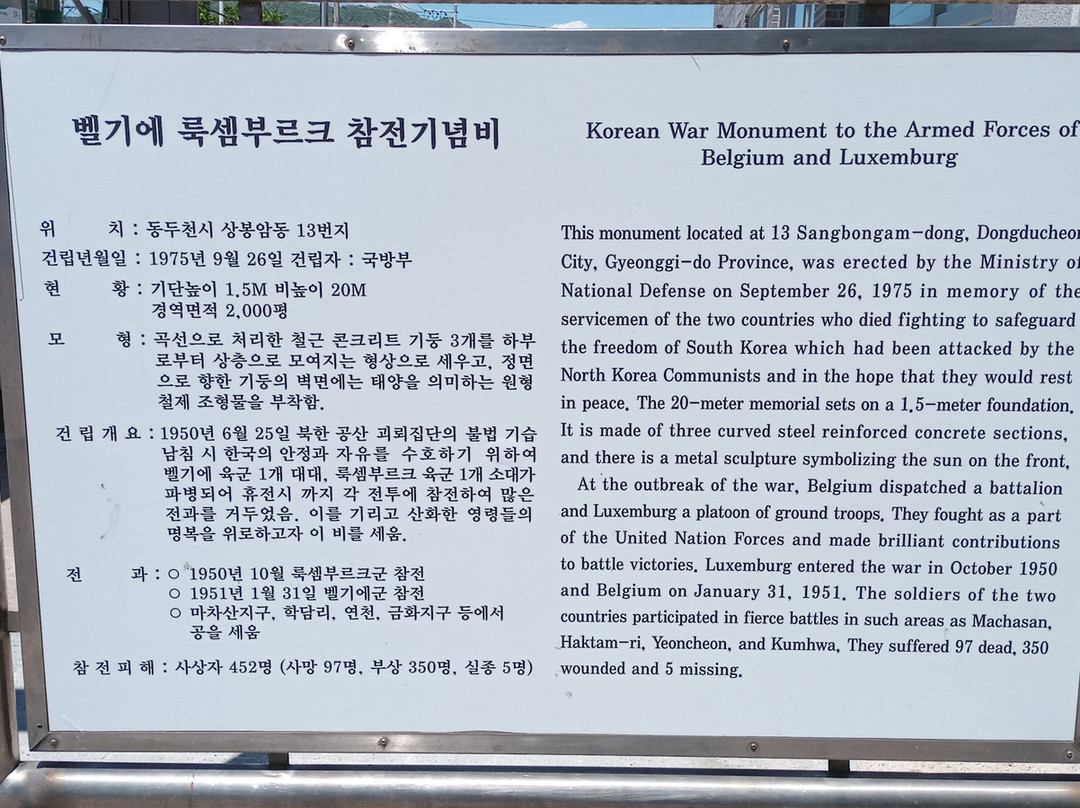 벨기에 룩셈부르크 참전기념비
위 치 : 동두천시 상봉암동 13번지
건립년월일 : 1975년 9월 26일 건립자 : 국방부
현 황 : 기단높이 1.5M 비높이 20M
경역면적 2,000평
모 형 : 곡선으로 처리한 철근 콘크리트 기둥 3개를 하부
로부터 상층으로 모여지는 형상으로 세우고, 정면
으로 향한 기둥의 벽면에는 태양을 의미하는 원형
철재 조형물을 부착함.
건 립 개 요 : 1950년 6월 25일 북한 공산 괴뢰집단의 불법 기습
남침 시 한국의 안정과 자유를 수호하기 위하여
벨기에 육군 1개 대대, 룩셈부르크 육군 1개 소대가
파병되어 휴전시 까지 각 전투에 참전하여 많은
전과를 거두었음. 이를 기리고 산화한 영령들의
명복을 위로하고자 이 비를 세움.
전 과 : ○ 1950년 10월 룩셈부르크군 참전
○ 1951년 1월 31일 벨기에군 참전
○ 마차산지구, 학담리, 연천, 금화지구 등에서
공을 세움
참 전 피 해 : 사상자 452명 (사망 97명, 부상 350명, 실종 5명)
Korean War Monument to the Armed Forces of
Belgium and Luxemburg
This monument located at 13 Sangbongam-dong, Dongducheon
City, Gyeonggi-do Province, was erected by the Ministry of
National Defense on September 26, 1975 in memory of the
servicemen of the two countries who died fighting to safeguard
the freedom of South Korea which had been attacked by the
North Korea Communists and in the hope that they would rest
in peace. The 20-meter memorial sets on a 1.5-meter foundation.
It is made of three curved steel reinforced concrete sections,
and there is a metal sculpture symbolizing the sun on the front.
At the outbreak of the war, Belgium dispatched a battalion
and Luxemburg a platoon of ground troops. They fought as a part
of the United Nation Forces and made brilliant contributions
to battle victories. Luxemburg entered the war in October 1950
and Belgium on January 31, 1951. The soldiers of the two
countries participated in fierce battles in such areas as Machasan,
Haktam-ri, Yeoncheon, and Kumhwa, They suffered 97 dead, 350
wounded and 5 missing.